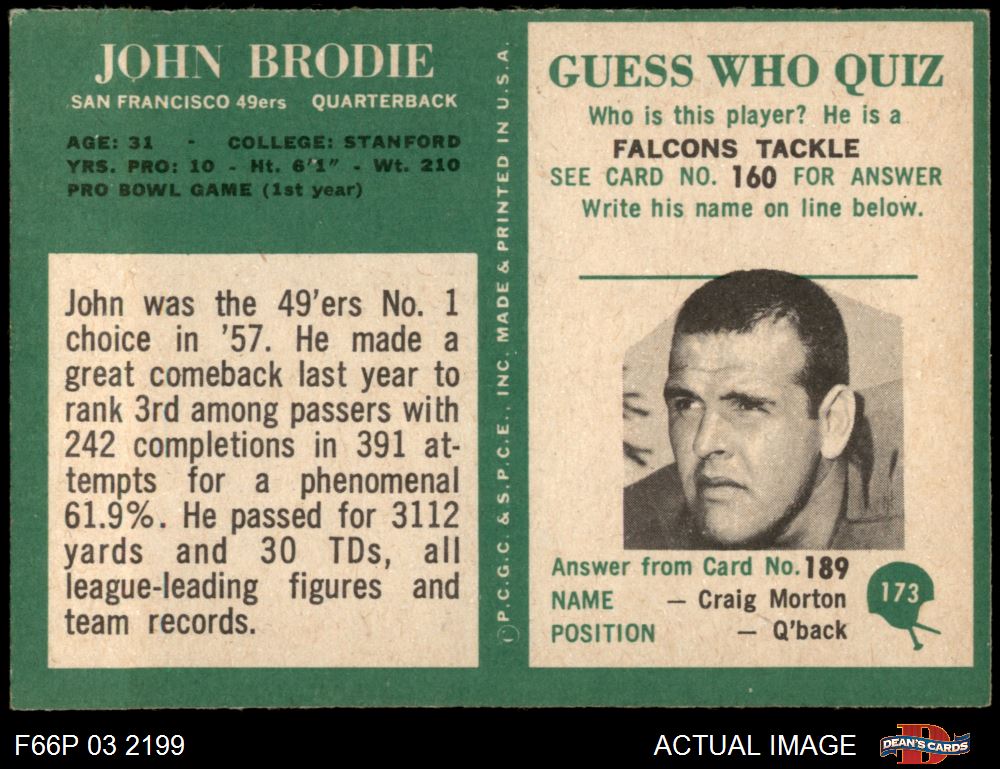 JOHN BRODIE
SAN FRANCISCO 49ers QUARTERBACK
AGE: 31 - COLLEGE: STANFORD
YRS. PRO: 10 - Ht. 6'1" - Wt. 210
PRO BOWL GAME (1st year)
John was the 49'ers No. 1
choice in '57. He made a
great comeback last year to
rank 3rd among passers with
242 completions in 391 at-
tempts for a phenomenal
61.9%. He passed for 3112
yards and 30 TDs, all
league-leading figures and
team records.
©P.C.G.C. & S.P.C.E., INC. MADE & PRINTED IN U.S.A.
GUESS WHO QUIZ
Who is this player? He is a
FALCONS TACKLE
SEE CARD NO. 160 FOR ANSWER
Write his name on line below.
Answer from Card No. 189
NAME — Craig Morton
POSITION — Q'back
173
F66P 03 2199
ACTUAL IMAGE
D
DEAN'S CARDS